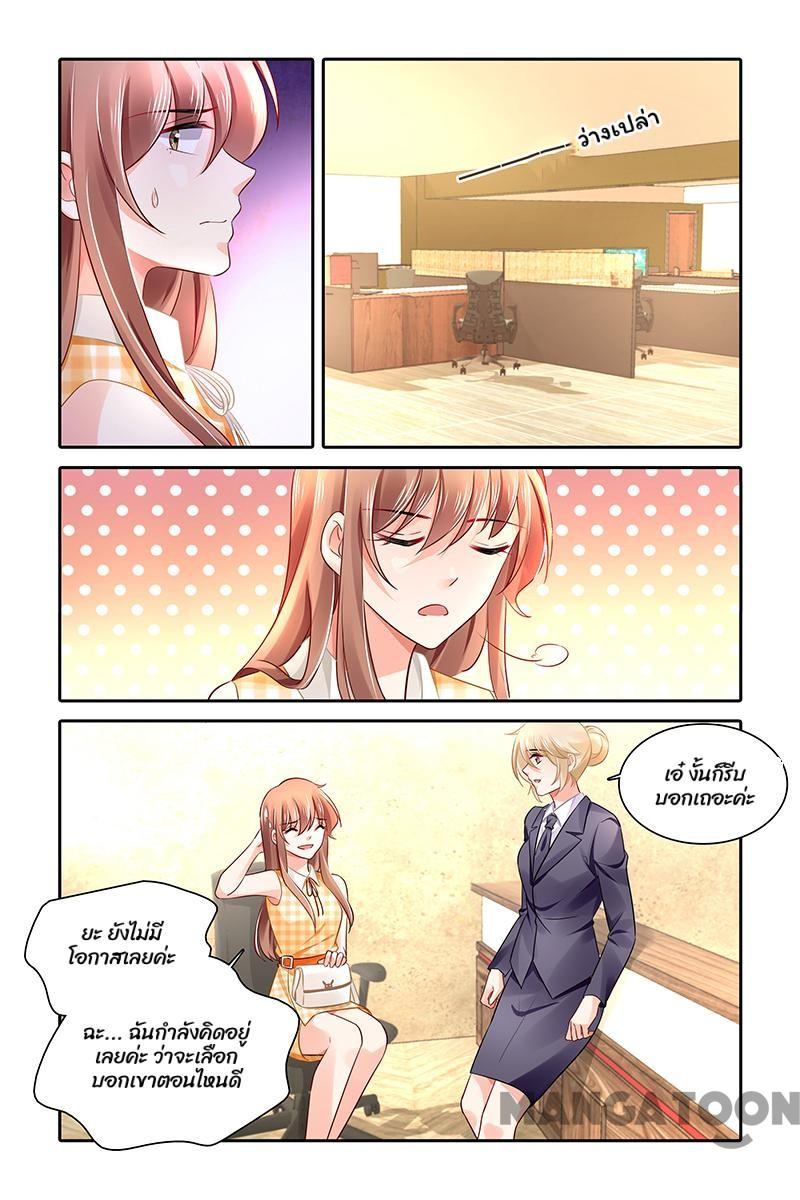 ว่างเปล่า
เอ๋ งั้นก็รีบ
บอกเถอะค่ะ
ยะ ยังไม่มี
โอกาสเลยค่ะ
ฉะ... ฉันกำลังคิดอยู่
เลยค่ะ ว่าจะเลือก
บอกเขาตอนไหนดี
MANGATOON